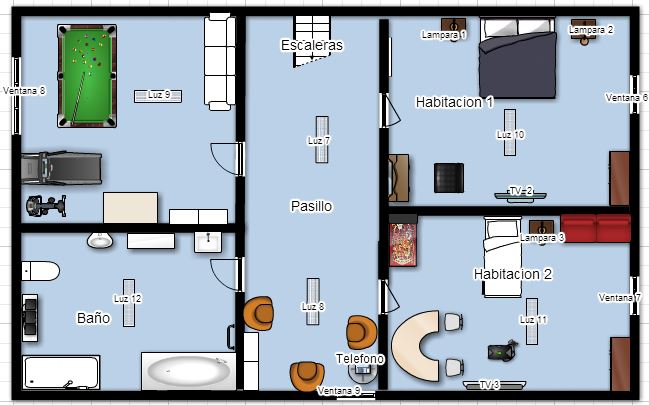 Escaleras
Lampara 1
Lampara 2
Ventana 8
Luz 9
Habitacion 1
Ventana 6
Luz 7
Luz 10
TV 2
Pasillo
Lampara 3
Habitacion 2
Luz 12
Luz 8
Ventana 7
Baño
Luz 11
Telefono
TV 3
Ventana 9